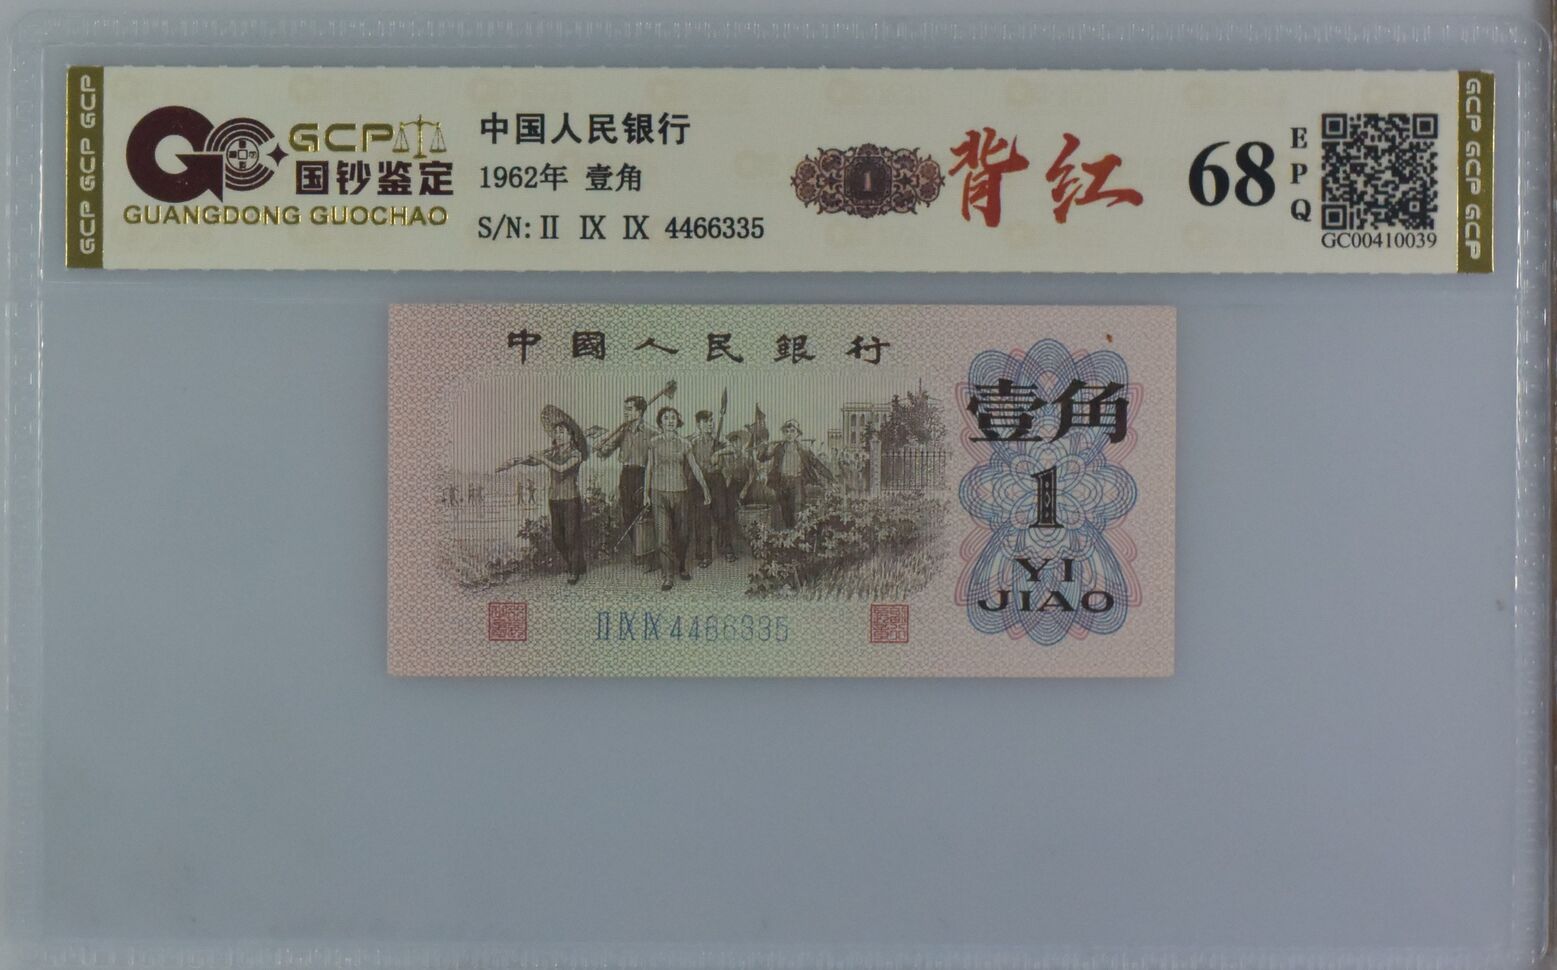 GCP GCP GCP
GCP
国钞鉴定
GUANGDONG GUOCHAO
中国人民银行
1962年 壹角
S/N: II IX IX 4466335
1
背红
68
EPQ
GC00410039
GCP GCP GCP
中國人民銀行
壹角
1
YI
JIAO
II IX IX 4466335